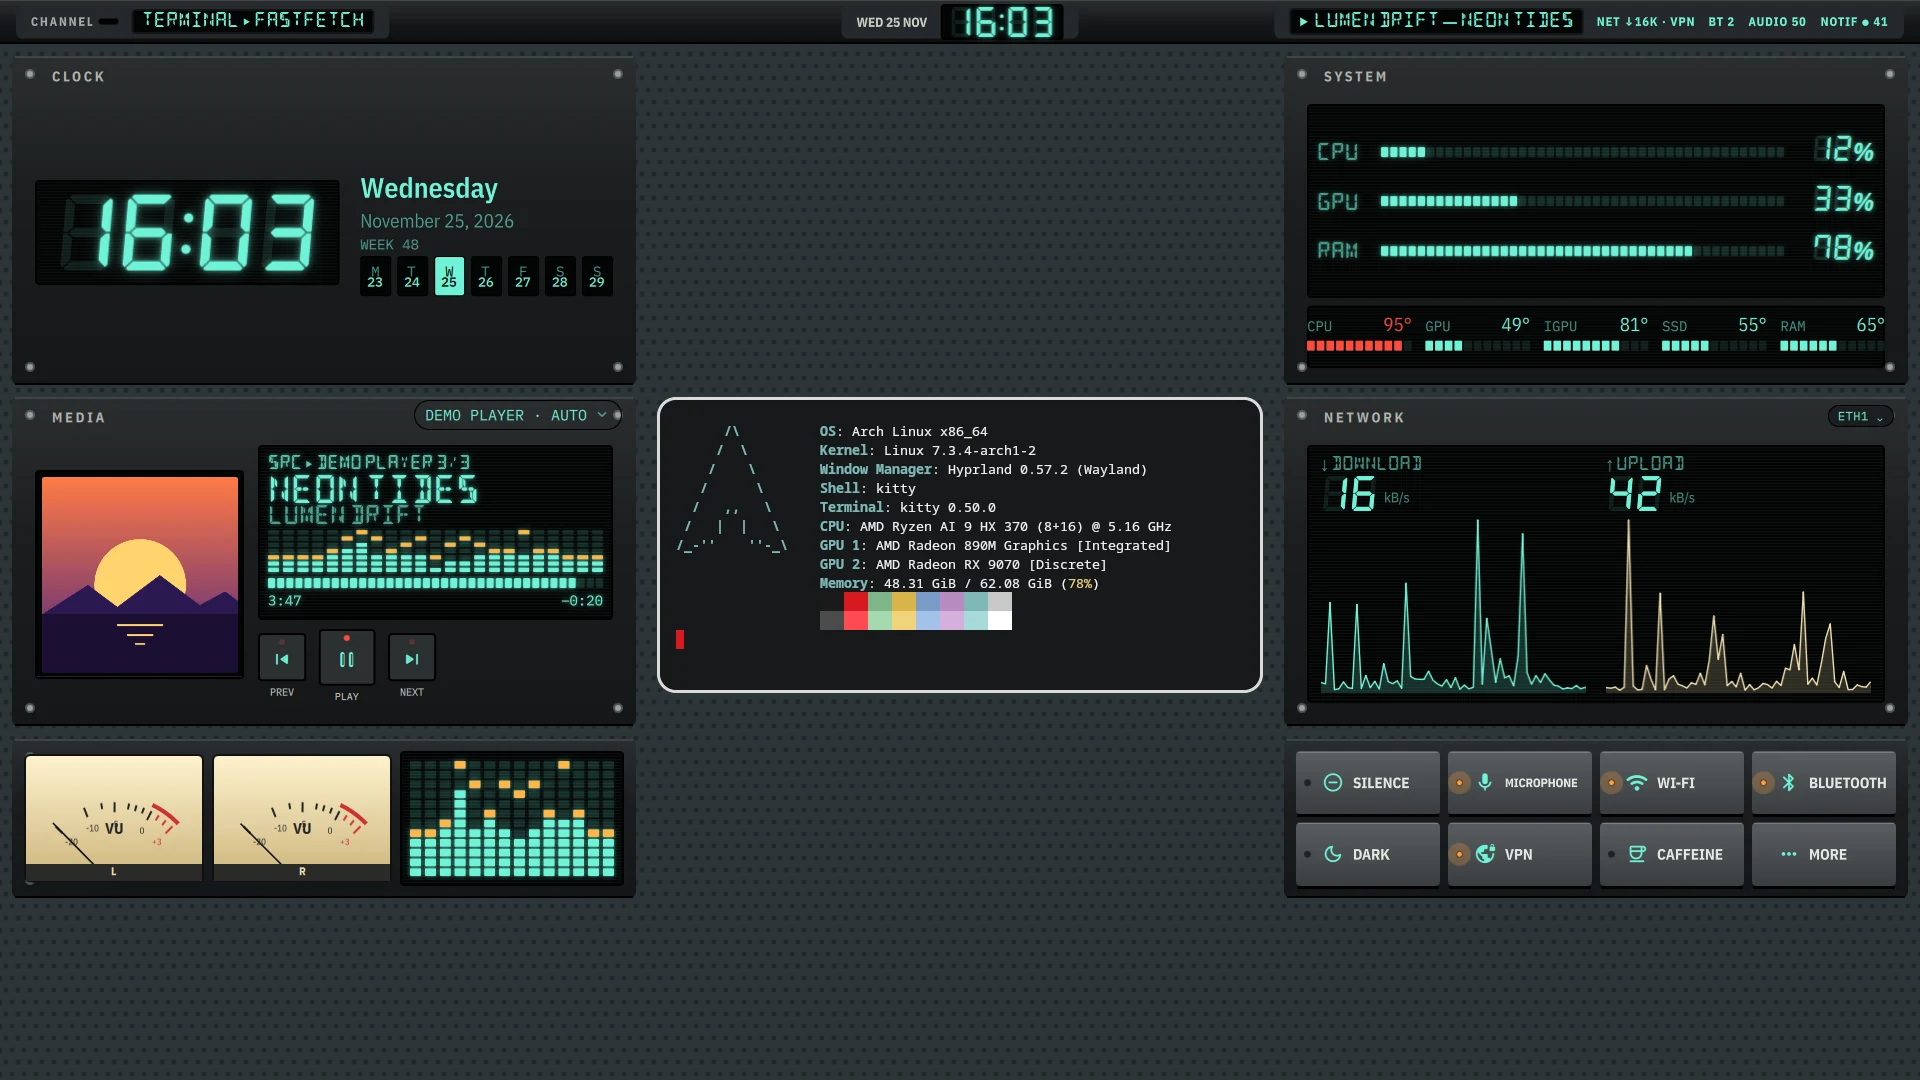 CHANNEL TERMINAL ▸ FASTFETCH
WED 25 NOV 16:03
▶ LUMEN DRIFT — NEON TIDES NET ↓16K · VPN BT 2 AUDIO 50 NOTIF ● 41
CLOCK
16:03
Wednesday
November 25, 2026
WEEK 48
M T W T F S S
23 24 25 26 27 28 29
SYSTEM
CPU 12%
GPU 33%
RAM 78%
CPU 95° GPU 49° IGPU 81° SSD 55° RAM 65°
MEDIA DEMO PLAYER · AUTO
SRC ▸ DEMO PLAYER 3/3
NEON TIDES
LUMEN DRIFT
3:47 −0:20
PREV PLAY NEXT
OS: Arch Linux x86_64
Kernel: Linux 7.3.4-arch1-2
Window Manager: Hyprland 0.57.2 (Wayland)
Shell: kitty
Terminal: kitty 0.50.0
CPU: AMD Ryzen AI 9 HX 370 (8+16) @ 5.16 GHz
GPU 1: AMD Radeon 890M Graphics [Integrated]
GPU 2: AMD Radeon RX 9070 [Discrete]
Memory: 48.31 GiB / 62.08 GiB (78%)
NETWORK ETH1
↓DOWNLOAD ↑UPLOAD
16 kB/s 42 kB/s
-20 -10 VU 0 +3
L
-20 -10 VU 0 +3
R
SILENCE MICROPHONE WI-FI BLUETOOTH
DARK VPN CAFFEINE MORE